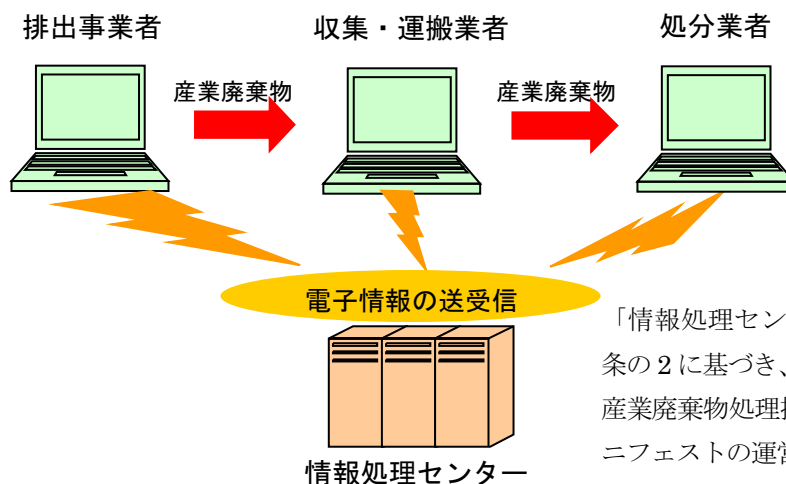 排出事業者
収集・運搬業者
処分業者
産業廃棄物
産業廃棄物
電子情報の送受信
情報処理センター
「情報処理セン
条の 2 に基づき、
産業廃棄物処理
ニフェストの運営